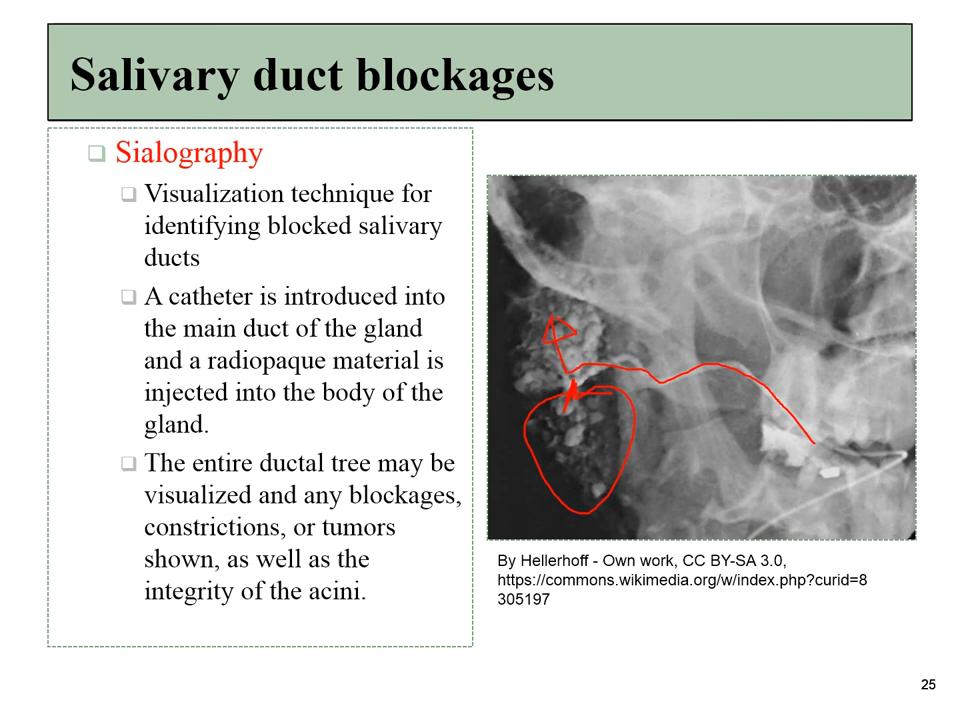 Salivary duct blockages
Sialography
Visualization technique for
identifying blocked salivary
ducts
A catheter is introduced into
the main duct of the gland
and a radiopaque material is
injected into the body of the
gland.
The entire ductal tree may be
visualized and any blockages,
constrictions, or tumors
shown, as well as the
integrity of the acini.
By Hellerhoff - Own work, CC BY-SA 3.0,
https://commons.wikimedia.org/w/index.php?curid=8
305197
25